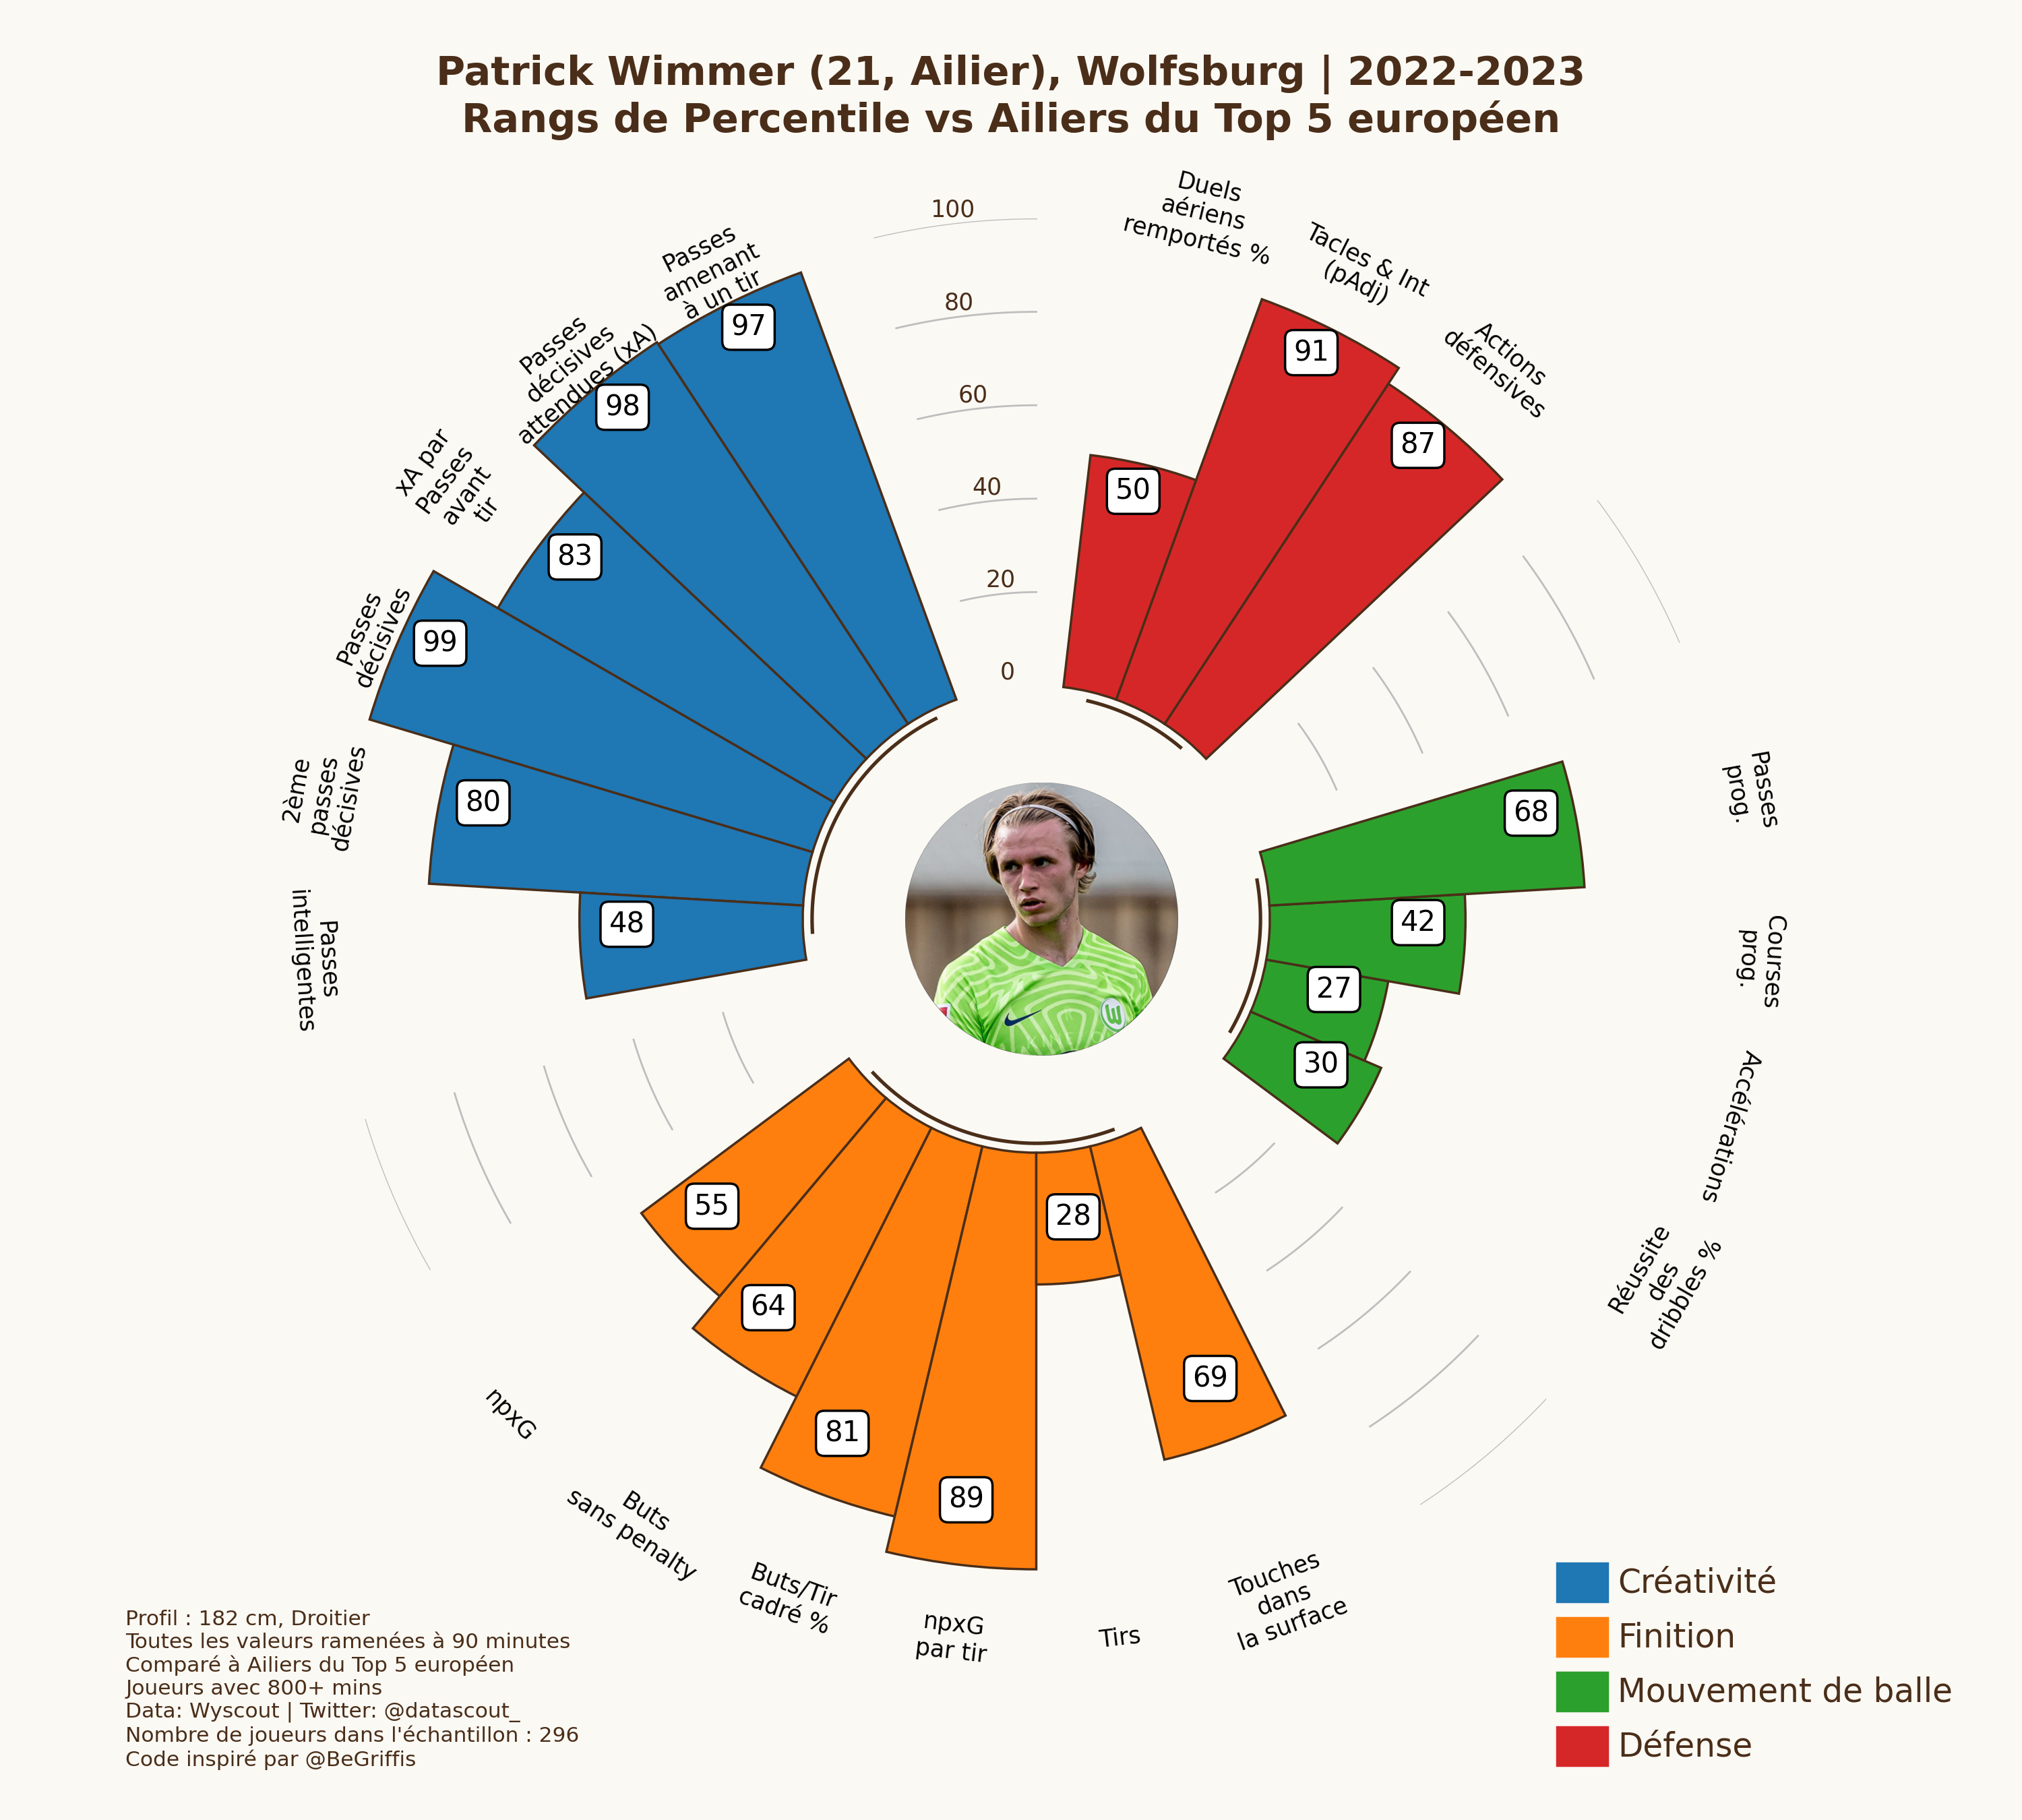 Patrick Wimmer (21, Ailier), Wolfsburg | 2022-2023
Rangs de Percentile vs Ailiers du Top 5 européen
100
80
60
40
20
0
Duels
aériens
remportés %
50
Tacles & Int
(pAdj)
91
Actions
défensives
87
Passes
prog.
68
Courses
prog.
42
Accélérations
27
Réussite
des
dribbles %
30
Touches
dans
la surface
69
Tirs
28
npxG
par tir
89
Buts/Tir
cadré %
81
Buts
sans penalty
64
npxG
55
Passes
intelligentes
48
2ème
passes
décisives
80
Passes
décisives
99
xA par
Passes
avant
tir
83
Passes
décisives
attendues (xA)
98
Passes
amenant
à un tir
97
Profil : 182 cm, Droitier
Toutes les valeurs ramenées à 90 minutes
Comparé à Ailiers du Top 5 européen
Joueurs avec 800+ mins
Data: Wyscout | Twitter: @datascout_
Nombre de joueurs dans l'échantillon : 296
Code inspiré par @BeGriffis
Créativité
Finition
Mouvement de balle
Défense